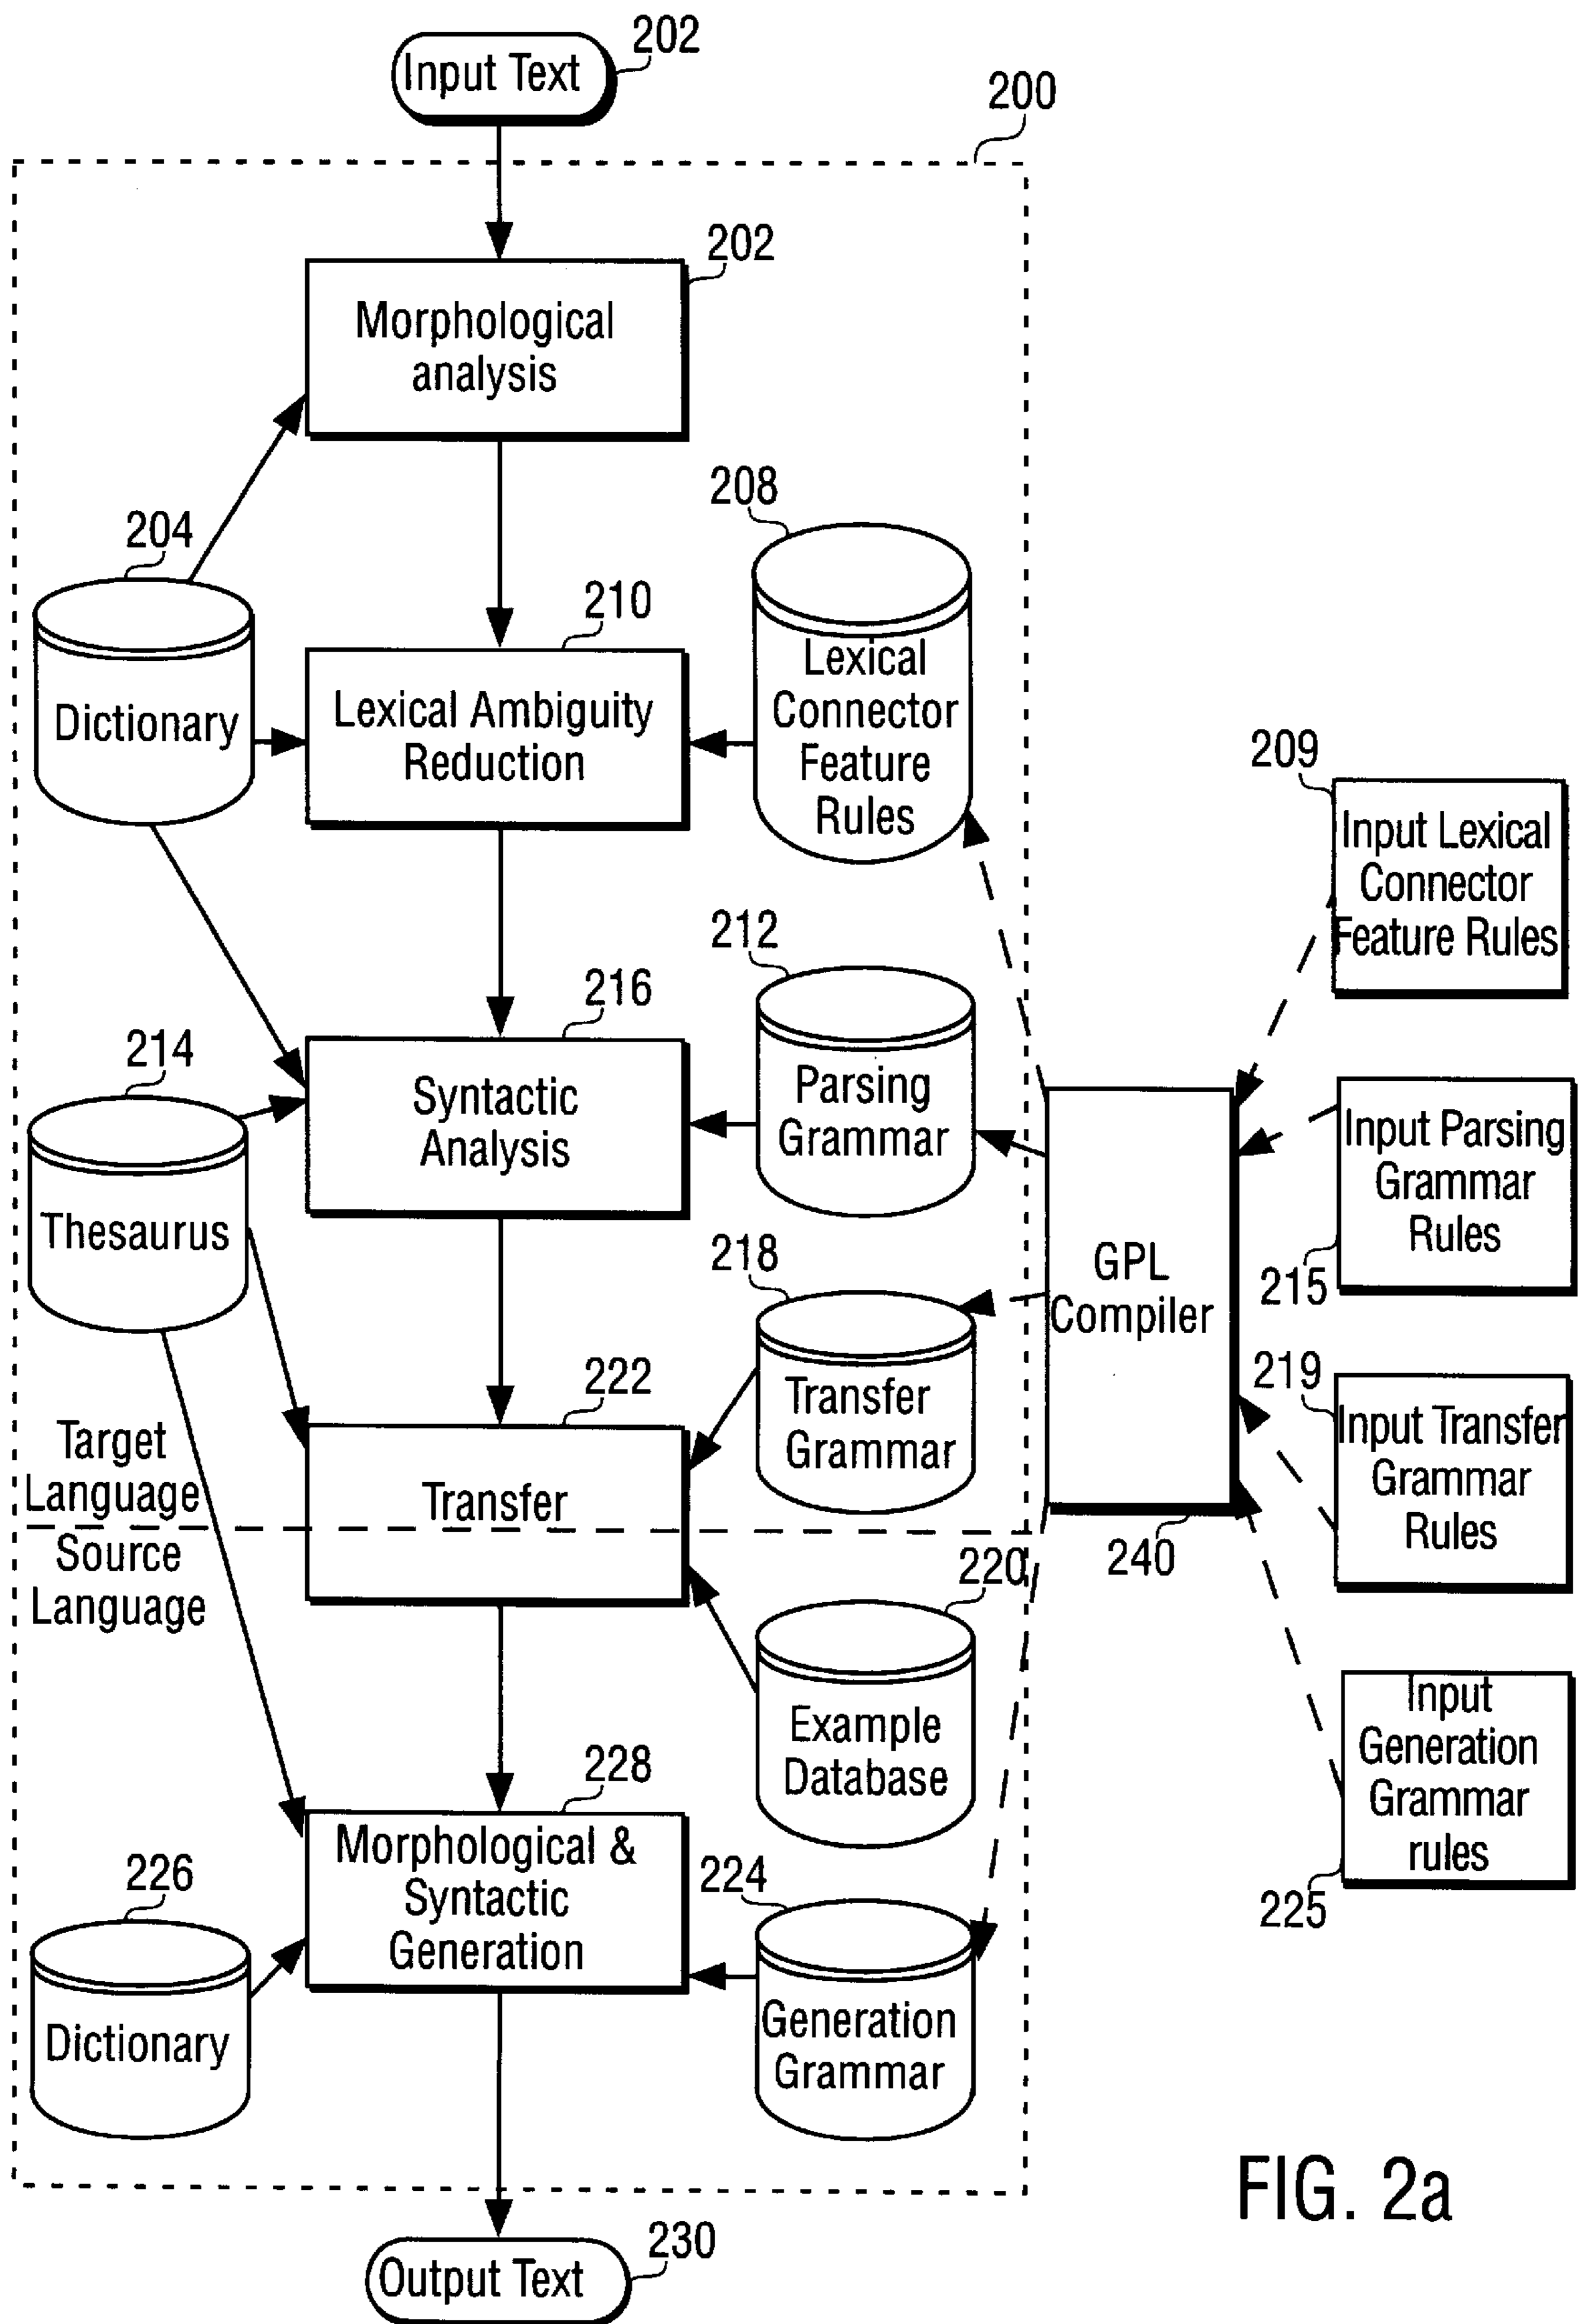 202
Input Text
200
202
Morphological
analysis
208
204
210
Lexical
Connector
Feature
Rules
Dictionary
Lexical Ambiguity
Reduction
209
Input Lexical
Connector
Feature Rules
212
216
214
Parsing
Grammar
Syntactic
Analysis
Input Parsing
Grammar
Rules
215
Thesaurus
218
GPL
Compiler
222
219
Transfer
Grammar
Input Transfer
Grammar
Rules
Target
Language
Transfer
Source
Language
220
240
Example
Database
Input
Generation
Grammar
rules
225
228
Morphological &
Syntactic
Generation
226
224
Dictionary
Generation
Grammar
FIG. 2a
Output Text
230